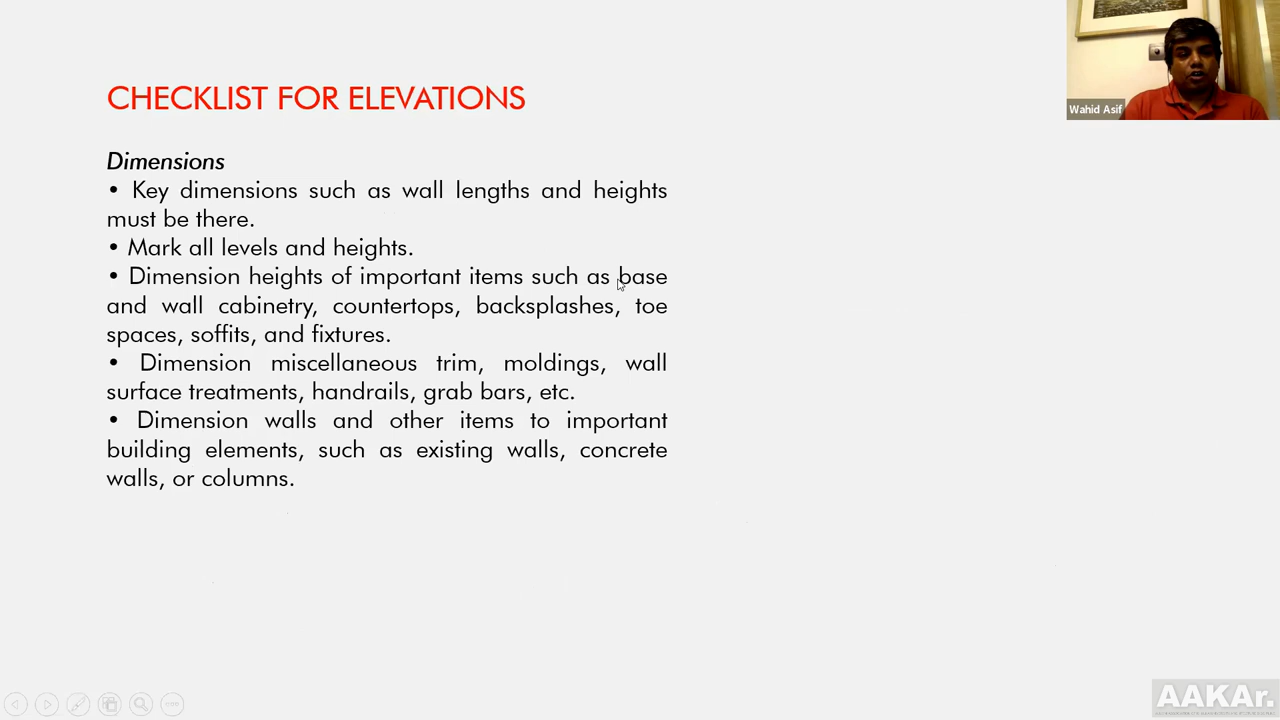 CHECKLIST FOR ELEVATIONS
Wahid Asif
Dimensions
• Key dimensions such as wall lengths and heights
must be there.
• Mark all levels and heights.
• Dimension heights of important items such as base
and wall cabinetry, countertops, backsplashes, toe
spaces, soffits, and fixtures.
• Dimension miscellaneous trim, moldings, wall
surface treatments, handrails, grab bars, etc.
• Dimension walls and other items to important
building elements, such as existing walls, concrete
walls, or columns.
AAKAr.